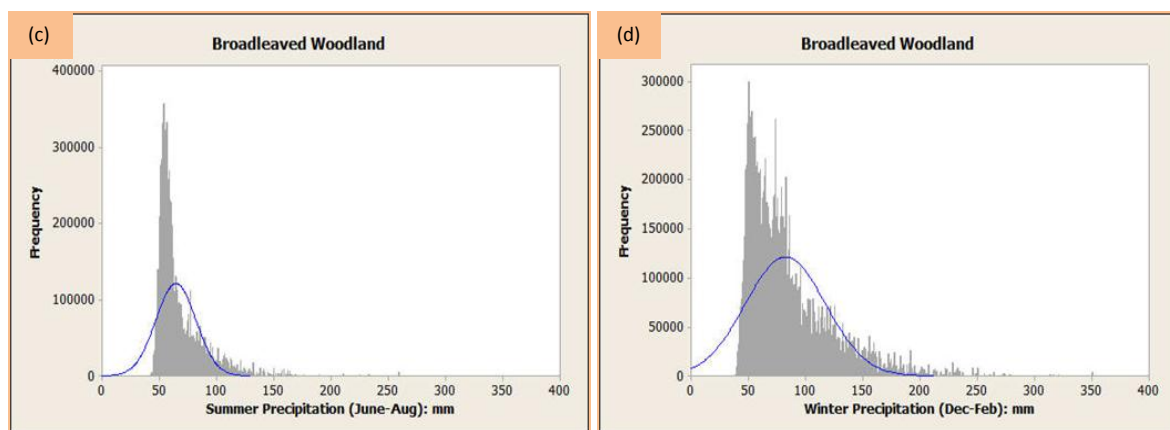 (c)
Broadleaved Woodland
400000
300000
200000
100000
0
Frequency
0 50 100 150 200 250 300 350 400
Summer Precipitation (June-Aug): mm
(d)
Broadleaved Woodland
300000
250000
200000
150000
100000
50000
0
Frequency
0 50 100 150 200 250 300 350 400
Winter Precipitation (Dec-Feb): mm